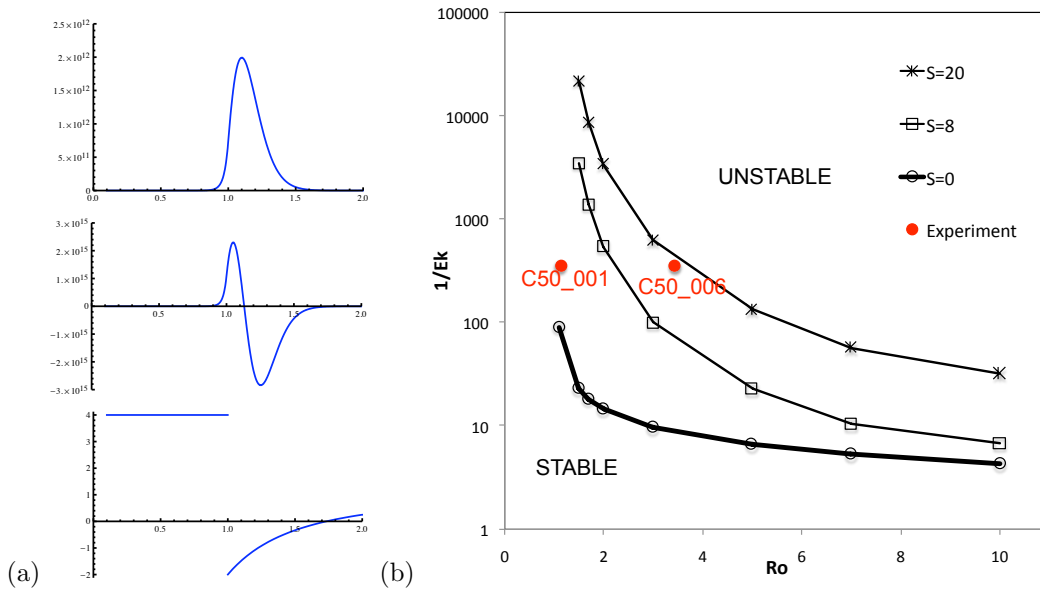 2.5×10¹²
2.×10¹²
1.5×10¹²
1.×10¹²
5.×10¹¹
0
0.0 0.5 1.0 1.5 2.0
3.×10¹⁵
2.×10¹⁵
1.×10¹⁵
0
-1.×10¹⁵
-2.×10¹⁵
-3.×10¹⁵
0.5 1.0 1.5 2.0
4
3
2
1
0
-1
-2
0.5 1.0 1.5 2.0
(a)
100000
10000
1000
100
10
1
1/Ek
0 2 4 6 8 10
Ro
S=20
S=8
S=0
Experiment
UNSTABLE
C50_001
C50_006
STABLE
(b)